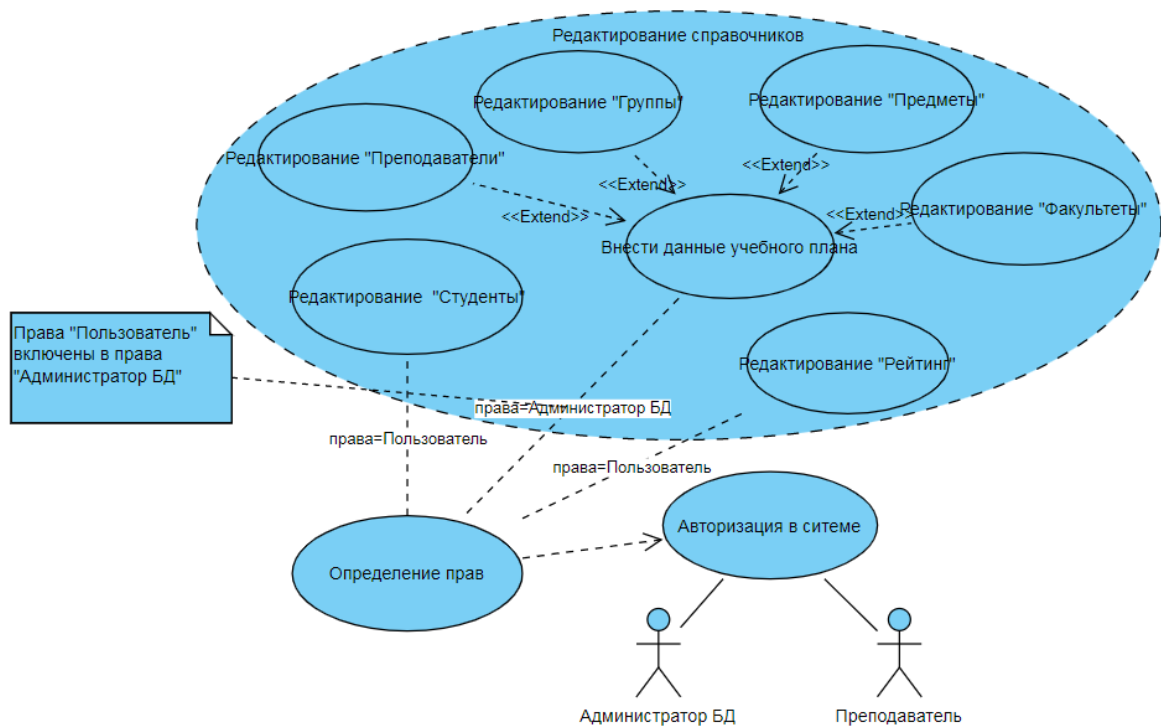 Редактирование справочников
Редактирование "Группы"
Редактирование "Предметы"
Редактирование "Преподаватели"
<<Extend>>
<<Extend>>
<<Extend>>
<<Extend>>
Редактирование "Факультеты"
Внести данные учебного плана
Редактирование "Студенты"
Права "Пользователь"
включены в права
"Администратор БД"
Редактирование "Рейтинг"
права=Администратор БД
права=Пользователь
права=Пользователь
Авторизация в ситеме
Определение прав
Администратор БД
Преподаватель